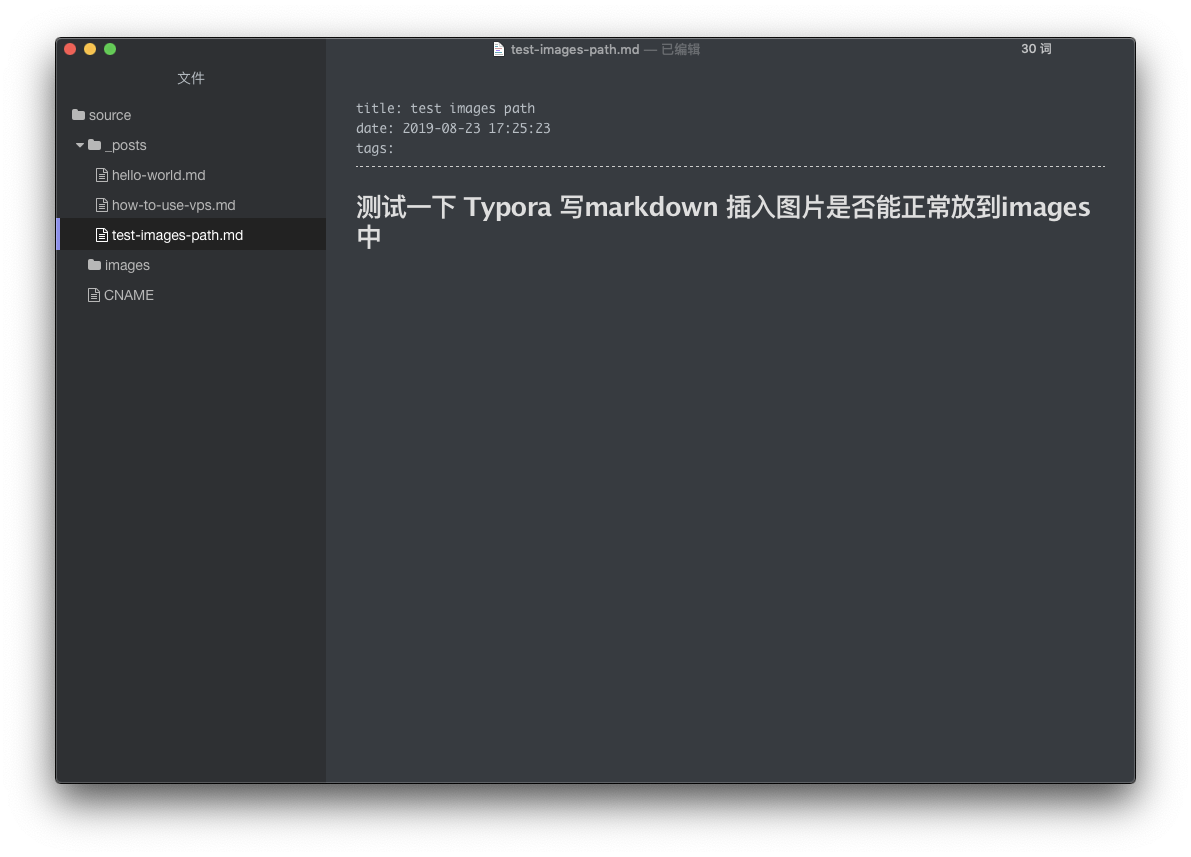 test-images-path.md — 已编辑
30 词
文件
source
_posts
hello-world.md
how-to-use-vps.md
test-images-path.md
images
CNAME
title: test images path
date: 2019-08-23 17:25:23
tags:
测试一下 Typora 写markdown 插入图片是否能正常放到images
中